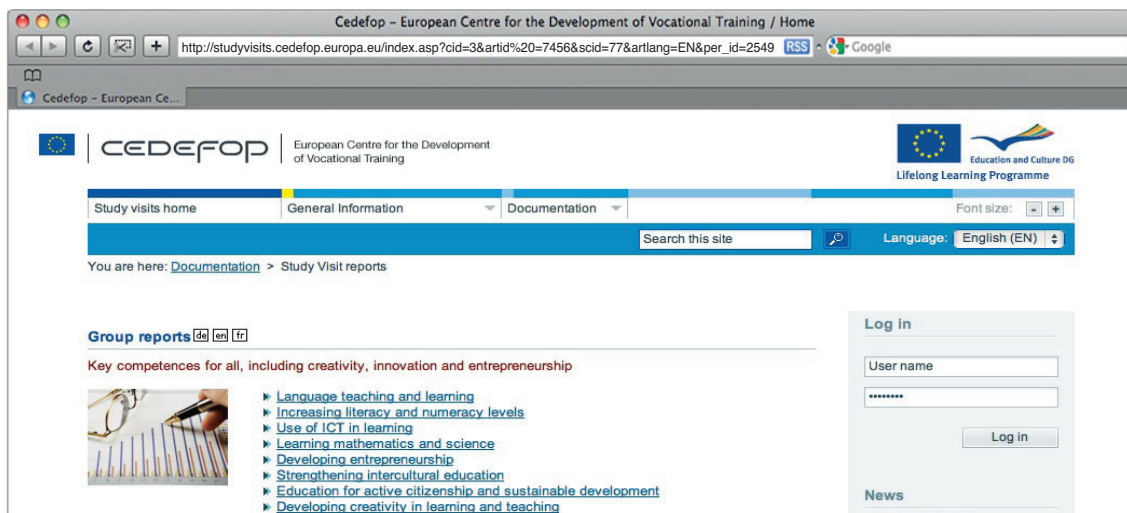 Cedefop – European Centre for the Development of Vocational Training / Home
http://studyvisits.cedefop.europa.eu/index.asp?cid=3&artid%20=7456&scid=77&artlang=EN&per_id=2549 RSS Google
Cedefop – European Ce...
CEDEFOP
European Centre for the Development
of Vocational Training
Education and Culture DG
Lifelong Learning Programme
Study visits home General Information Documentation Font size: - +
Search this site Language: English (EN)
You are here: Documentation > Study Visit reports
Group reports de en fr
Key competences for all, including creativity, innovation and entrepreneurship
Language teaching and learning
Increasing literacy and numeracy levels
Use of ICT in learning
Learning mathematics and science
Developing entrepreneurship
Strengthening intercultural education
Education for active citizenship and sustainable development
Developing creativity in learning and teaching
Log in
User name
••••••••
Log in
News